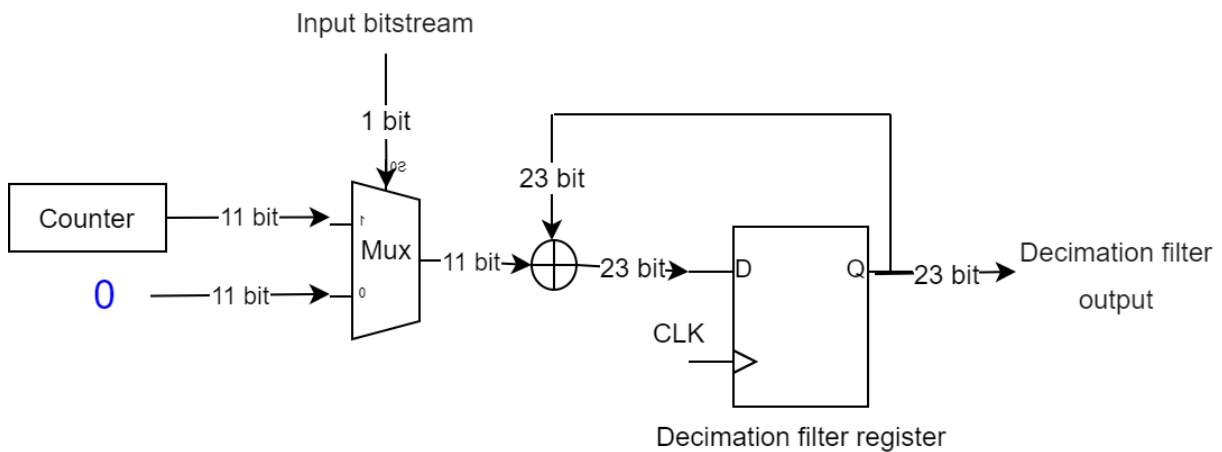 Input bitstream
1 bit
S0
23 bit
Counter
11 bit
1
Mux
11 bit
23 bit
D
Q
23 bit
Decimation filter
output
0
11 bit
0
CLK
Decimation filter register